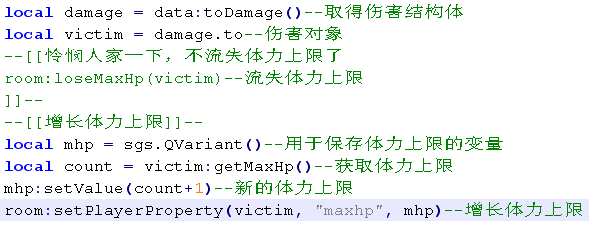 local damage = data:toDamage()--取得伤害结构体
local victim = damage.to--伤害对象
--[[怜悯人家一下，不流失体力上限了
room:loseMaxHp(victim)--流失体力上限
]]--
--[[增长体力上限]]--
local mhp = sgs.QVariant()--用于保存体力上限的变量
local count = victim:getMaxHp()--获取体力上限
mhp:setValue(count+1)--新的体力上限
room:setPlayerProperty(victim, "maxhp", mhp)--增长体力上限